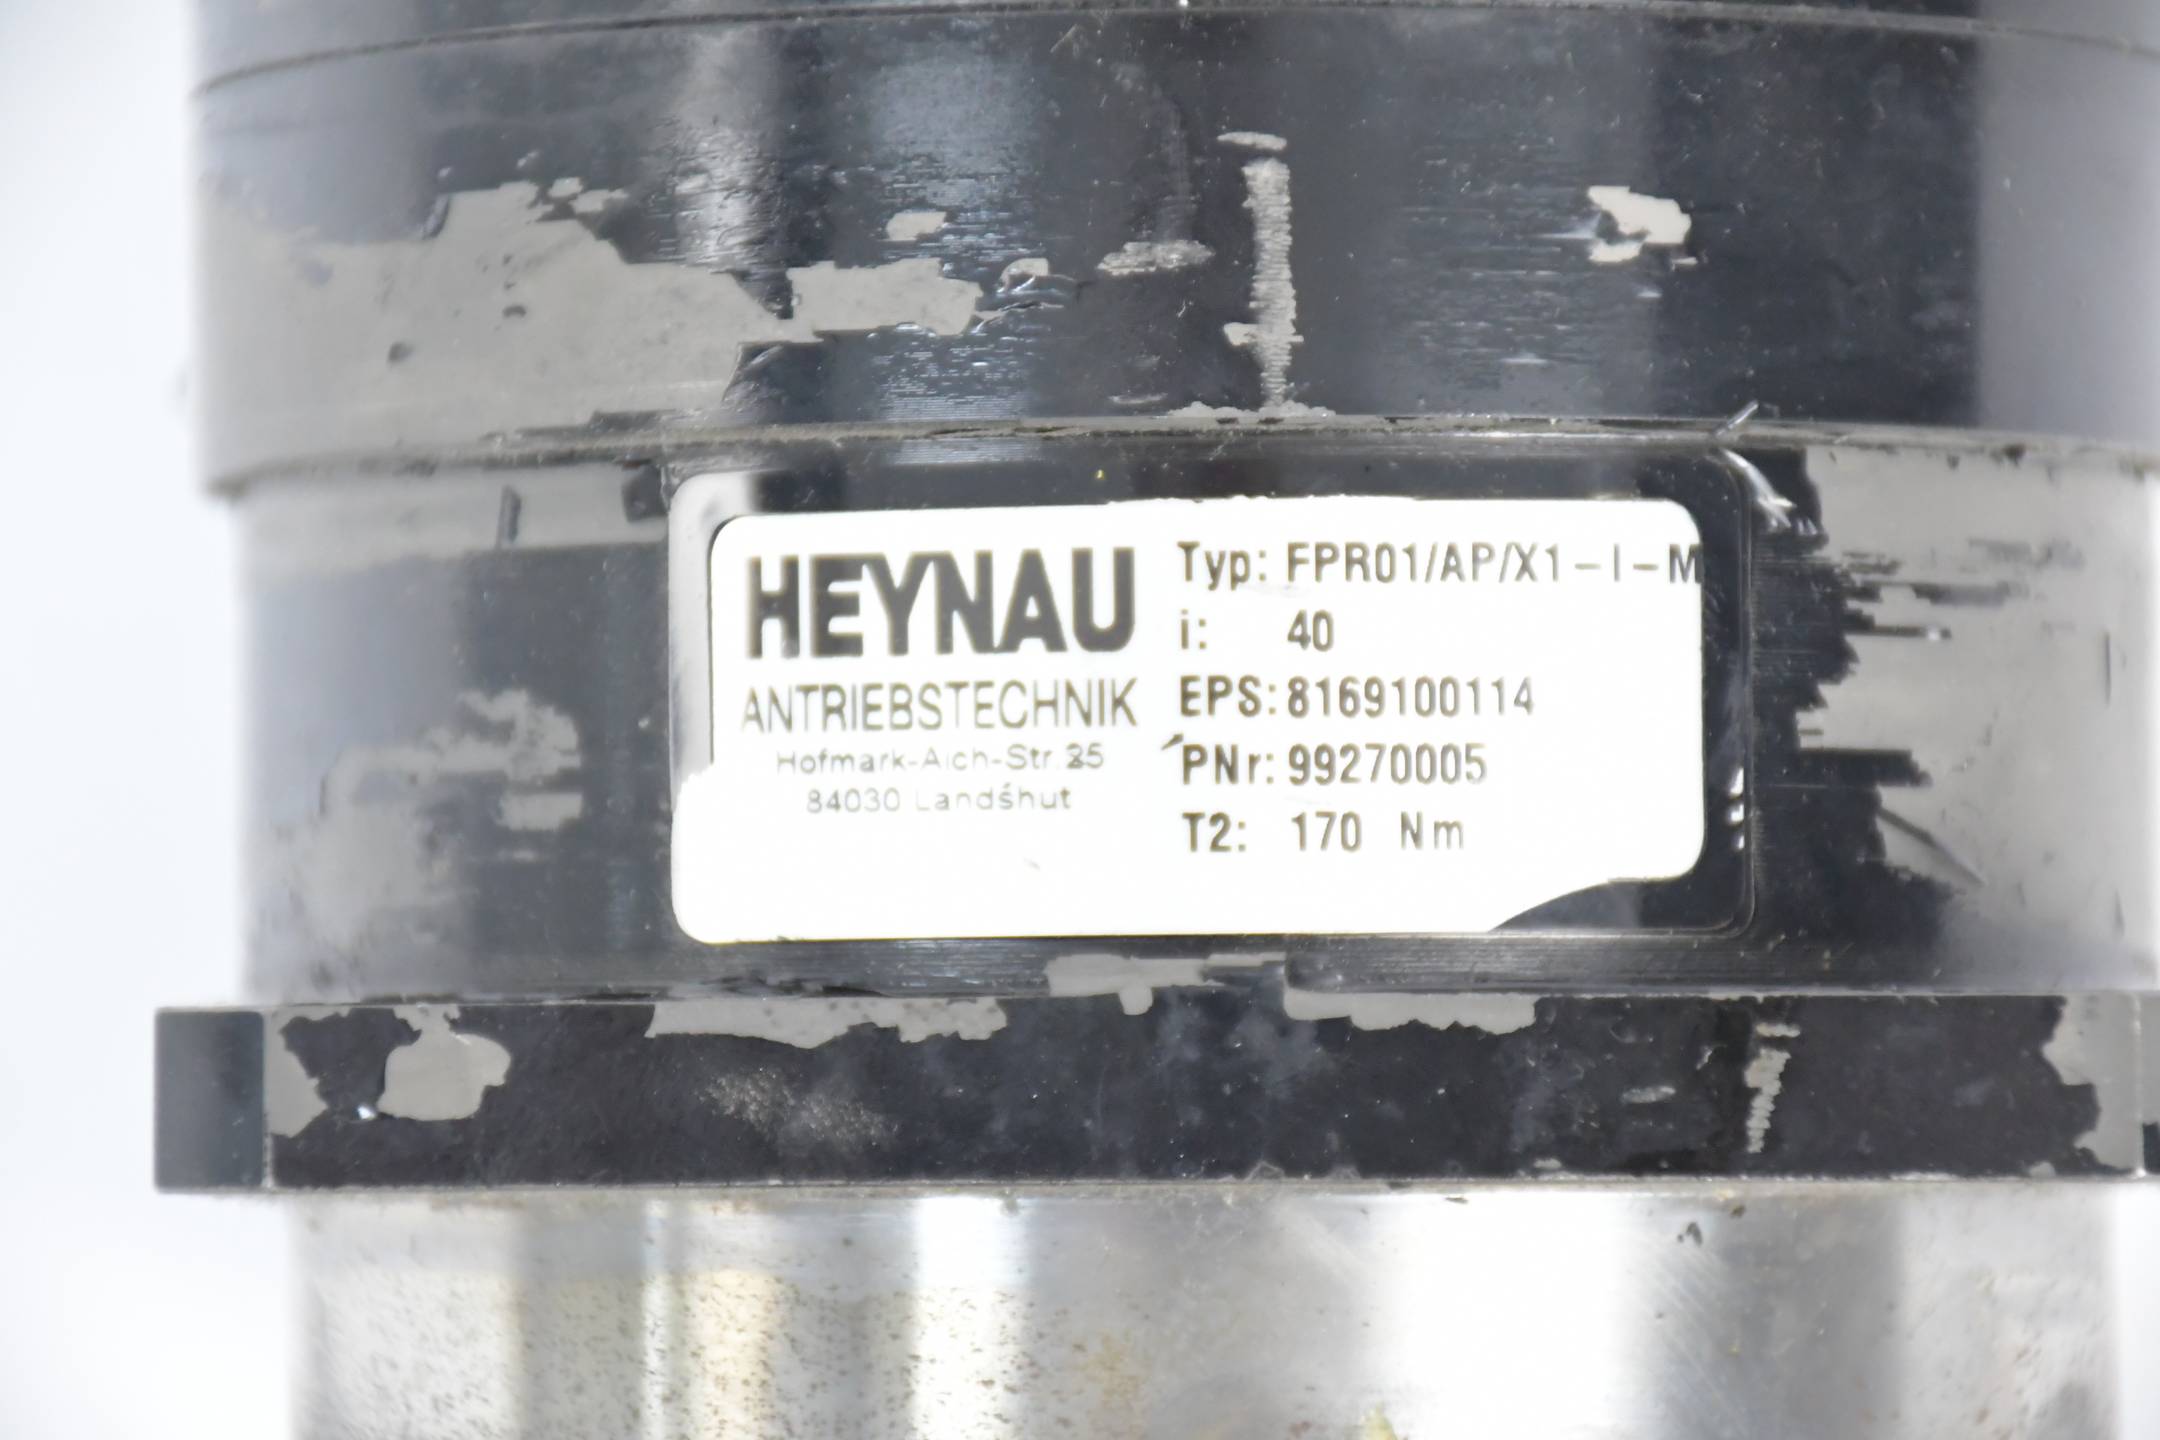 HEYNAU
ANTRIEBSTECHNIK
Hofmark-Aich-Str. 25
84030 Landshut
Typ: FPR01/AP/X1-I-M
i: 40
EPS: 8169100114
PNr: 99270005
T2: 170 Nm